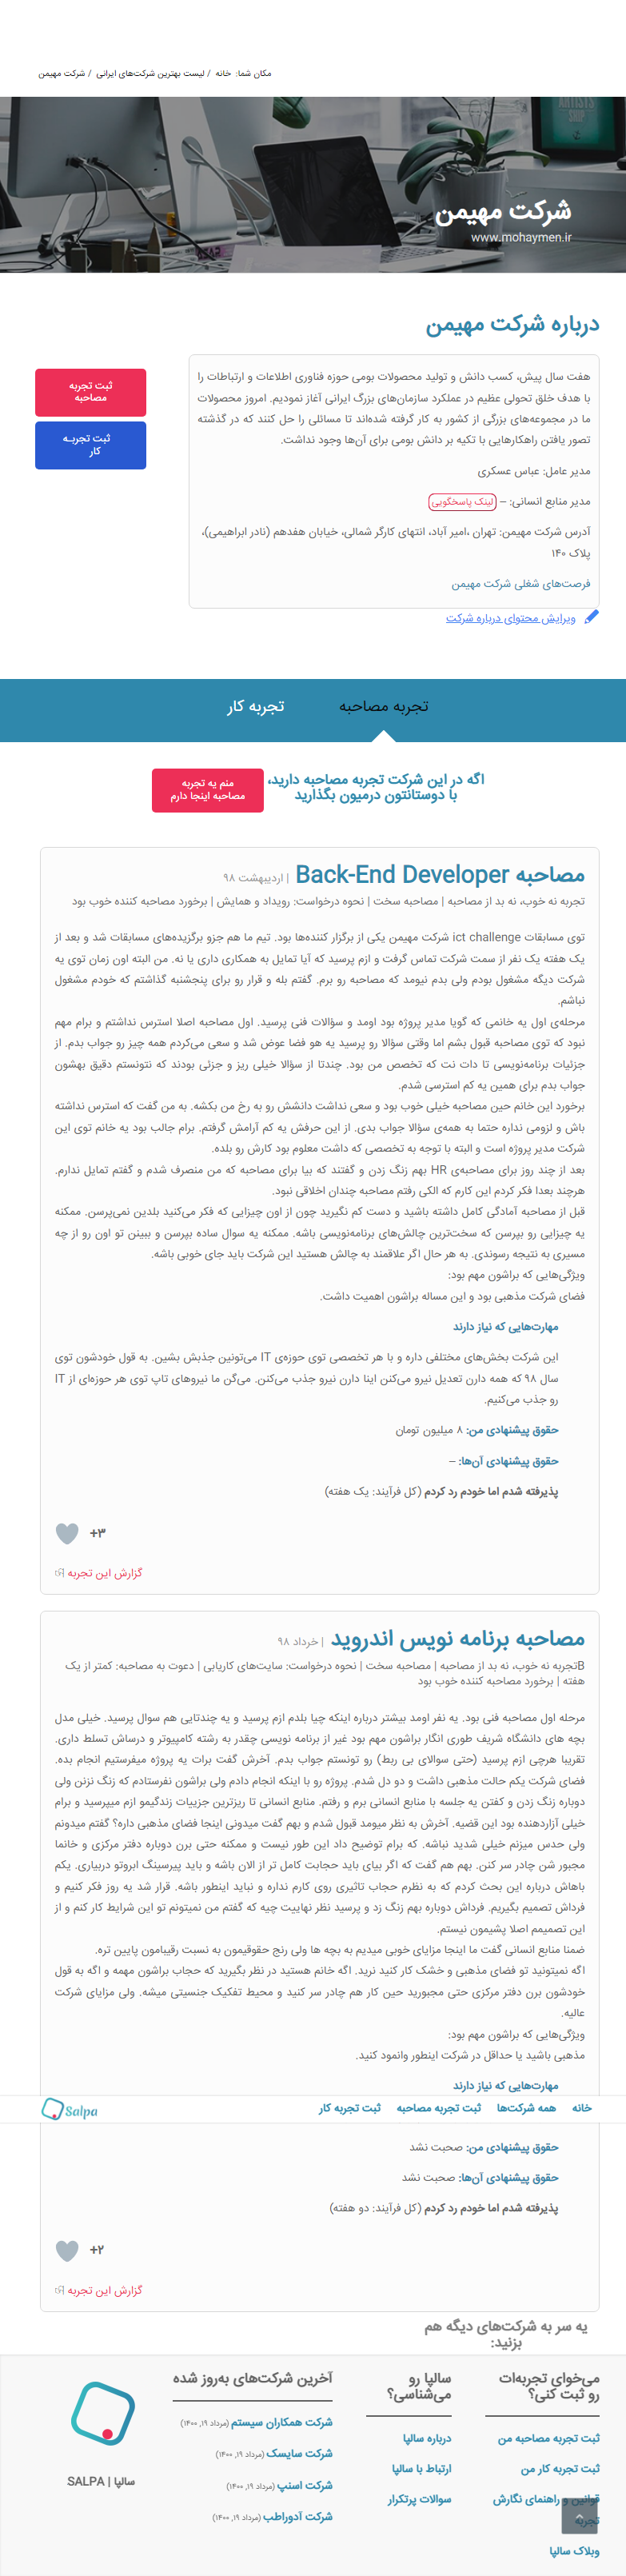 مکان شما: خانه / لیست بهترین شرکت‌های ایرانی / شرکت مهیمن
ARTISTS
SHOP
شرکت مهیمن
www.mohaymen.ir
درباره شرکت مهیمن
هفت سال پیش، کسب دانش و تولید محصولات بومی حوزه فناوری اطلاعات و ارتباطات را
با هدف خلق تحولی عظیم در عملکرد سازمان‌های بزرگ ایرانی آغاز نمودیم. امروز محصولات
ما در مجموعه‌های بزرگی از کشور به کار گرفته شده‌اند تا مسائلی را حل کنند که در گذشته
تصور یافتن راهکارهایی با تکیه بر دانش بومی برای آن‌ها وجود نداشت.
مدیر عامل: عباس عسکری
مدیر منابع انسانی: – لینک پاسخگویی
آدرس شرکت مهیمن: تهران ،امیر آباد، انتهای کارگر شمالی، خیابان هفدهم (نادر ابراهیمی)،
پلاک ۱۴۰
فرصت‌های شغلی شرکت مهیمن
ویرایش محتوای درباره شرکت
ثبت تجربه
مصاحبه
ثبت تجربـه
کار
تجربه مصاحبه
تجربه کار
اگه در این شرکت تجربه مصاحبه دارید،
با دوستانتون درمیون بگذارید
منم یه تجربه
مصاحبه اینجا دارم
مصاحبه Back-End Developer | اردیبهشت ۹۸
تجربه نه خوب، نه بد از مصاحبه | مصاحبه سخت | نحوه درخواست: رویداد و همایش | برخورد مصاحبه کننده خوب بود
توی مسابقات ict challenge شرکت مهیمن یکی از برگزار کننده‌ها بود. تیم ما هم جزو برگزیده‌های مسابقات شد و بعد از
یک هفته یک نفر از سمت شرکت تماس گرفت و ازم پرسید که آیا تمایل به همکاری داری یا نه. من البته اون زمان توی یه
شرکت دیگه مشغول بودم ولی بدم نیومد که مصاحبه رو برم. گفتم بله و قرار رو برای پنجشنبه گذاشتم که خودم مشغول
نباشم.
مرحله‌ی اول یه خانمی که گویا مدیر پروژه بود اومد و سؤالات فنی پرسید. اول مصاحبه اصلا استرس نداشتم و برام مهم
نبود که توی مصاحبه قبول بشم اما وقتی سؤالا رو پرسید یه هو فضا عوض شد و سعی می‌کردم همه چیز رو جواب بدم. از
جزئیات برنامه‌نویسی تا دات نت که تخصص من بود. چندتا از سؤالا خیلی ریز و جزئی بودند که نتونستم دقیق بهشون
جواب بدم برای همین یه کم استرسی شدم.
برخورد این خانم حین مصاحبه خیلی خوب بود و سعی نداشت دانشش رو به رخ من بکشه. به من گفت که استرس نداشته
باش و لزومی نداره حتما به همه‌ی سؤالا جواب بدی. از این حرفش یه کم آرامش گرفتم. برام جالب بود یه خانم توی این
شرکت مدیر پروژه است و البته با توجه به تخصصی که داشت معلوم بود کارش رو بلده.
بعد از چند روز برای مصاحبه‌ی HR بهم زنگ زدن و گفتند که بیا برای مصاحبه که من منصرف شدم و گفتم تمایل ندارم.
هرچند بعدا فکر کردم این کارم که الکی رفتم مصاحبه چندان اخلاقی نبود.
قبل از مصاحبه آمادگی کامل داشته باشید و دست کم نگیرید چون از اون چیزایی که فکر می‌کنید بلدین نمی‌پرسن. ممکنه
یه چیزایی رو بپرسن که سخت‌ترین چالش‌های برنامه‌نویسی باشه. ممکنه یه سوال ساده بپرسن و ببینن تو اون رو از چه
مسیری به نتیجه رسوندی. به هر حال اگر علاقمند به چالش هستید این شرکت باید جای خوبی باشه.
ویژگی‌هایی که براشون مهم بود:
فضای شرکت مذهبی بود و این مساله براشون اهمیت داشت.
مهارت‌هایی که نیاز دارند
این شرکت بخش‌های مختلفی داره و با هر تخصصی توی حوزه‌ی IT می‌تونین جذبش بشین. به قول خودشون توی
سال ۹۸ که همه دارن تعدیل نیرو می‌کنن اینا دارن نیرو جذب می‌کنن. می‌گن ما نیروهای تاپ توی هر حوزه‌ای از IT
رو جذب می‌کنیم.
حقوق پیشنهادی من: ۸ میلیون تومان
حقوق پیشنهادی آن‌ها: –
پذیرفته شدم اما خودم رد کردم (کل فرآیند: یک هفته)
+۳
گزارش این تجربه
مصاحبه برنامه نویس اندروید | خرداد ۹۸
Bتجربه نه خوب، نه بد از مصاحبه | مصاحبه سخت | نحوه درخواست: سایت‌های کاریابی | دعوت به مصاحبه: کمتر از یک
هفته | برخورد مصاحبه کننده خوب بود
مرحله اول مصاحبه فنی بود. یه نفر اومد بیشتر درباره اینکه چیا بلدم ازم پرسید و یه چندتایی هم سوال پرسید. خیلی مدل
بچه های دانشگاه شریف طوری انگار براشون مهم بود غیر از برنامه نویسی چقدر به رشته کامپیوتر و درساش تسلط داری.
تقریبا هرچی ازم پرسید (حتی سوالای بی ربط) رو تونستم جواب بدم. آخرش گفت برات یه پروژه میفرستیم انجام بده.
فضای شرکت یکم حالت مذهبی داشت و دو دل شدم. پروژه رو با اینکه انجام دادم ولی براشون نفرستادم که زنگ نزنن ولی
دوباره زنگ زدن و کفتن یه جلسه با منابع انسانی برم و رفتم. منابع انسانی تا ریزترین جزییات زندگیمو ازم میپرسید و برام
خیلی آزاردهنده بود این قضیه. آخرش به نظر میومد قبول شدم و بهم گفت میدونی اینجا فضای مذهبی داره؟ گفتم میدونم
ولی حدس میزنم خیلی شدید نباشه. که برام توضیح داد این طور نیست و ممکنه حتی برن دوباره دفتر مرکزی و خانما
مجبور شن چادر سر کنن. بهم هم گفت که اگر بیای باید حجابت کامل تر از الان باشه و باید پیرسینگ ابروتو دربیاری. یکم
باهاش درباره این بحث کردم که به نظرم حجاب تاثیری روی کارم نداره و نباید اینطور باشه. قرار شد یه روز فکر کنیم و
فرداش تصمیم بگیریم. فرداش دوباره بهم زنگ زد و پرسید نظر نهاییت چیه که گفتم من نمیتونم تو این شرایط کار کنم و از
این تصمیمم اصلا پشیمون نیستم.
ضمنا منابع انسانی گفت ما اینجا مزایای خوبی میدیم به بچه ها ولی رنج حقوقیمون به نسبت رقیبامون پایین تره.
اگه نمیتونید تو فضای مذهبی و خشک کار کنید نرید. اگه خانم هستید در نظر بگیرید که حجاب براشون مهمه و اگه به قول
خودشون برن دفتر مرکزی حتی مجبورید حین کار هم چادر سر کنید و محیط تفکیک جنسیتی میشه. ولی مزایای شرکت
عالیه.
ویژگی‌هایی که براشون مهم بود:
مذهبی باشید یا حداقل در شرکت اینطور وانمود کنید.
مهارت‌هایی که نیاز دارند
خانه همه شرکت‌ها ثبت تجربه مصاحبه ثبت تجربه کار
Salpa
حقوق پیشنهادی من: صحبت نشد
حقوق پیشنهادی آن‌ها: صحبت نشد
پذیرفته شدم اما خودم رد کردم (کل فرآیند: دو هفته)
+۲
گزارش این تجربه
یه سر به شرکت‌های دیگه هم
بزنید:
می‌خوای تجربه‌ات
رو ثبت کنی؟
ثبت تجربه مصاحبه من
ثبت تجربه کار من
قوانین و راهنمای نگارش
تجربه
وبلاگ سالپا
سالپا رو
می‌شناسی؟
درباره سالپا
ارتباط با سالپا
سوالات پرتکرار
آخرین شرکت‌های به‌روز شده
شرکت همکاران سیستم (مرداد ۱۹, ۱۴۰۰)
شرکت سایسک (مرداد ۱۹, ۱۴۰۰)
شرکت اسنپ (مرداد ۱۹, ۱۴۰۰)
شرکت آدوراطب (مرداد ۱۹, ۱۴۰۰)
سالپا | SALPA